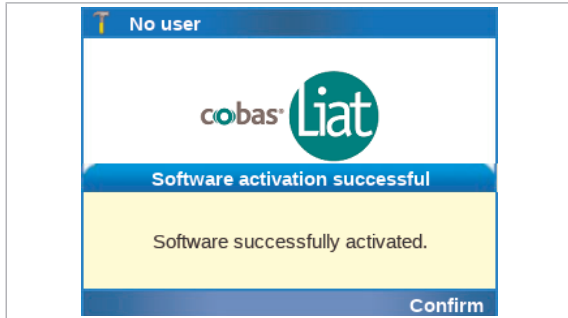 No user
cobas® Liat
Software activation successful
Software successfully activated.
Confirm